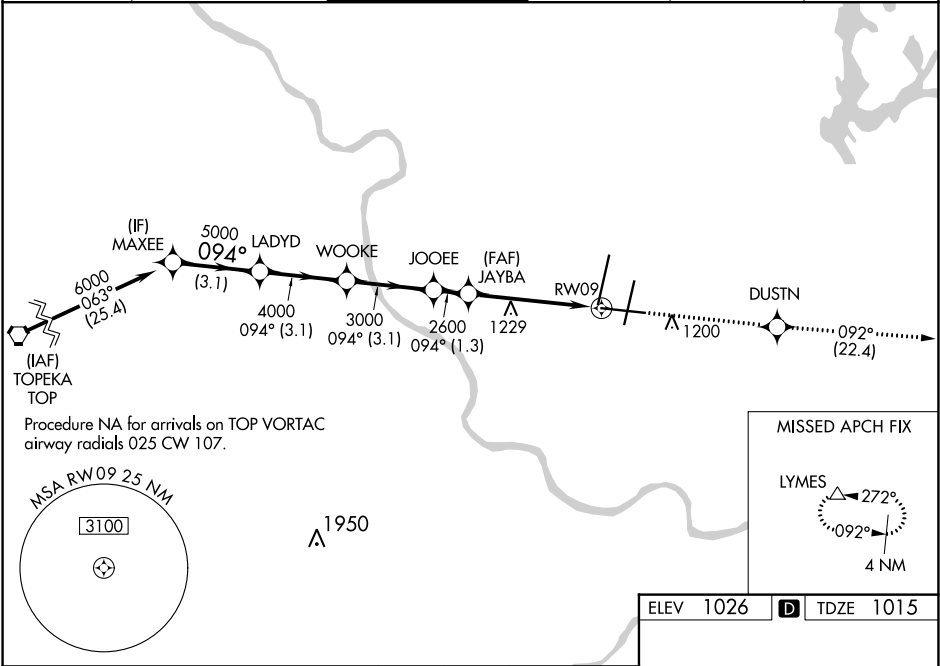 (IF)
MAXEE
5000
094°
(3.1)
LADYD
WOOKE
JOOEE
(FAF)
JAYBA
RW09
DUSTN
6000
063°
(25.4)
4000
094° (3.1)
3000
094° (3.1)
2600
094° (1.3)
1229
1200
092°
(22.4)
(IAF)
TOPEKA
TOP
Procedure NA for arrivals on TOP VORTAC
airway radials 025 CW 107.
MSA RW09 25 NM
3100
1950
MISSED APCH FIX
LYMES
272°
092°
4 NM
ELEV 1026 D TDZE 1015